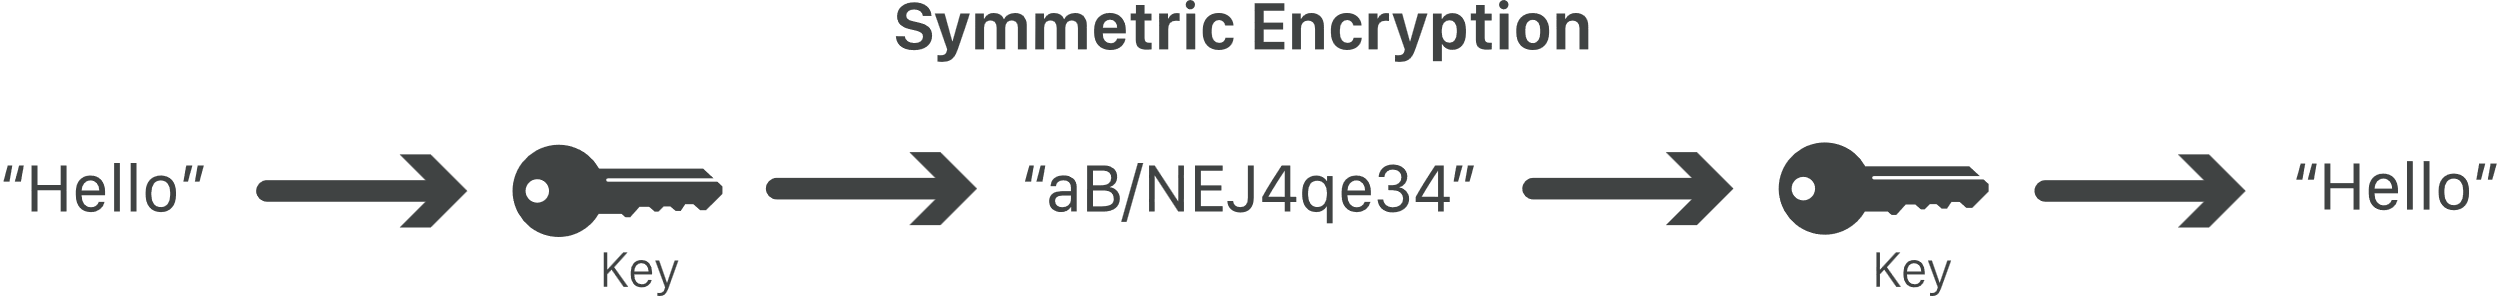 Symmetric Encryption
"Hello"
"aB/NEJ4qe34"
"Hello"
Key
Key